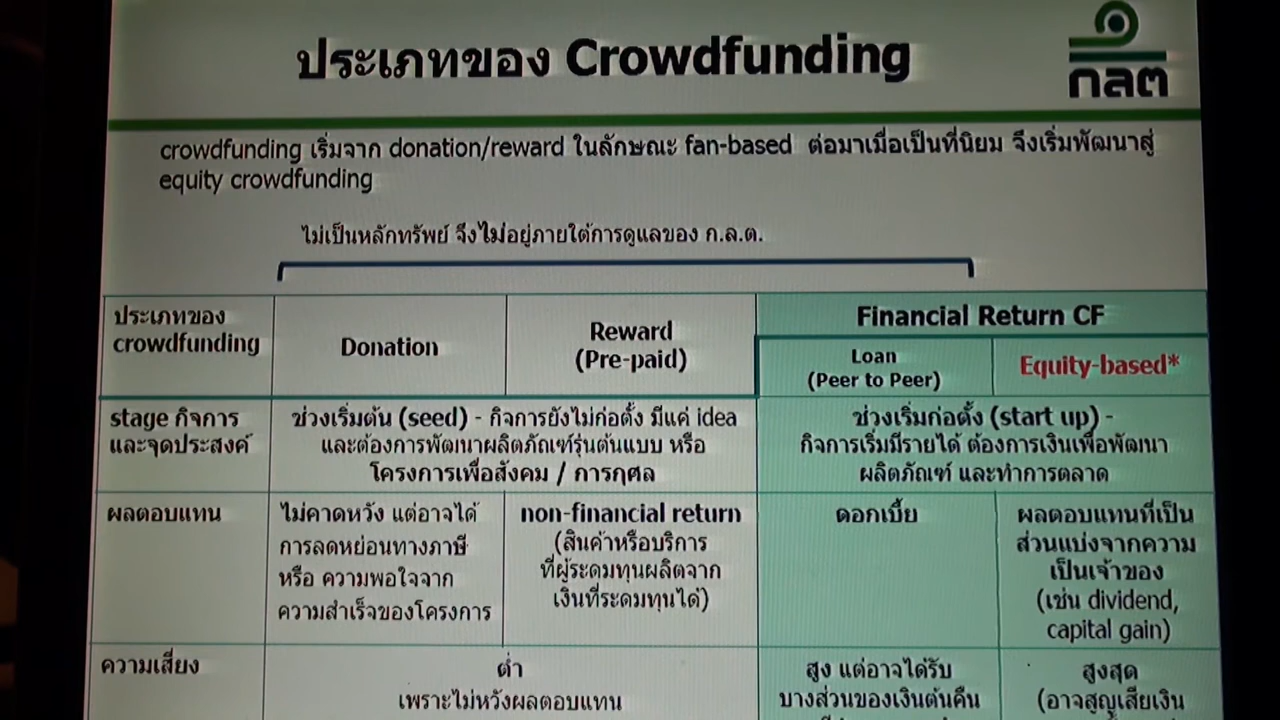 ประเภทของ Crowdfunding
กลต
crowdfunding เริ่มจาก donation/reward ในลักษณะ fan-based ต่อมาเมื่อเป็นที่นิยม จึงเริ่มพัฒนาสู่
equity crowdfunding
ไม่เป็นหลักทรัพย์ จึงไม่อยู่ภายใต้การดูแลของ ก.ล.ต.
ประเภทของ
crowdfunding
Donation
Reward
(Pre-paid)
Financial Return CF
Loan
(Peer to Peer)
Equity-based*
stage กิจการ
และจุดประสงค์
ช่วงเริ่มต้น (seed) - กิจการยังไม่ก่อตั้ง มีแค่ idea
และต้องการพัฒนาผลิตภัณฑ์รุ่นต้นแบบ หรือ
โครงการเพื่อสังคม / การกุศล
ช่วงเริ่มก่อตั้ง (start up) -
กิจการเริ่มมีรายได้ ต้องการเงินเพื่อพัฒนา
ผลิตภัณฑ์ และทำการตลาด
ผลตอบแทน
ไม่คาดหวัง แต่อาจได้
การลดหย่อนทางภาษี
หรือ ความพอใจจาก
ความสำเร็จของโครงการ
non-financial return
(สินค้าหรือบริการ
ที่ผู้ระดมทุนผลิตจาก
เงินที่ระดมทุนได้)
ดอกเบี้ย
ผลตอบแทนที่เป็น
ส่วนแบ่งจากความ
เป็นเจ้าของ
(เช่น dividend,
capital gain)
ความเสี่ยง
ต่ำ
เพราะไม่หวังผลตอบแทน
สูง แต่อาจได้รับ
บางส่วนของเงินต้นคืน
สูงสุด
(อาจสูญเสียเงิน